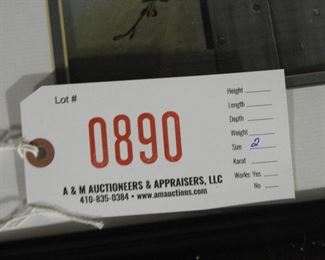 Lot #
0890
A & M AUCTIONEERS & APPRAISERS, LLC
410-835-0384 • www.amauctions.com
Height
Length
Depth
Weight
Size 2
Karat
Works: Yes
No